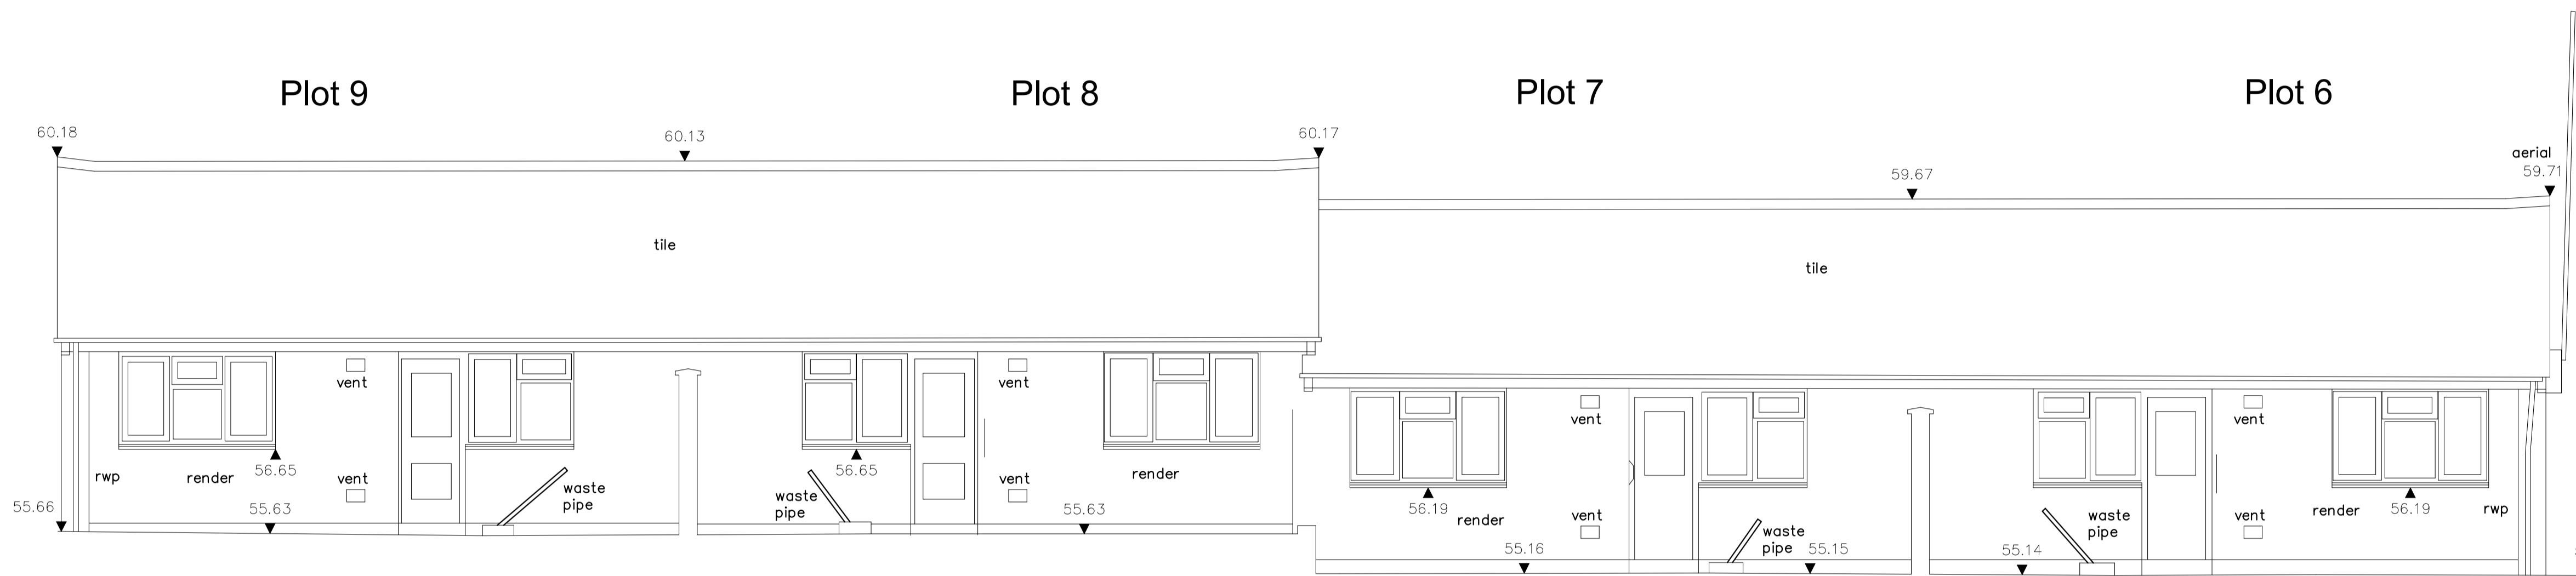 Plot 9
Plot 8
Plot 7
Plot 6
60.18
60.13
60.17
aerial
59.67
59.71
tile
tile
vent
vent
vent
vent
56.65
56.65
rwp
render
vent
waste
pipe
waste
pipe
vent
render
55.66
55.63
55.63
56.19
render
vent
waste
pipe
55.16
55.15
55.14
waste
pipe
vent
render
56.19
rwp